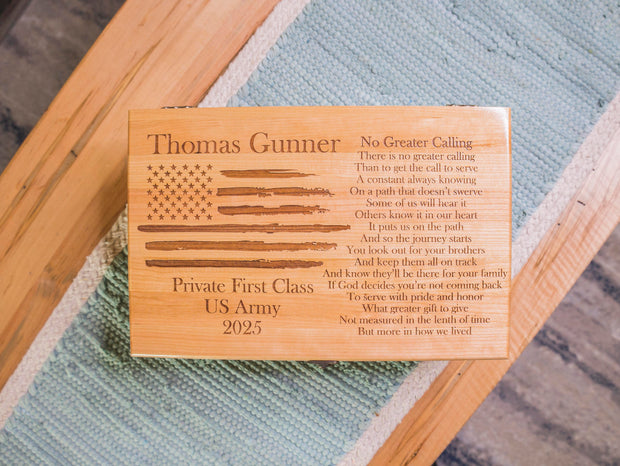 Thomas Gunner
Private First Class
US Army
2025
No Greater Calling
There is no greater calling
Than to get the call to serve
A constant always knowing
On a path that doesn't swerve
Some of us will hear it
Others know it in our heart
It puts us on the path
And so the journey starts
You look out for your brothers
And keep them all on track
And know they'll be there for your family
If God decides you're not coming back
To serve with pride and honor
What greater gift to give
Not measured in the lenth of time
But more in how we lived